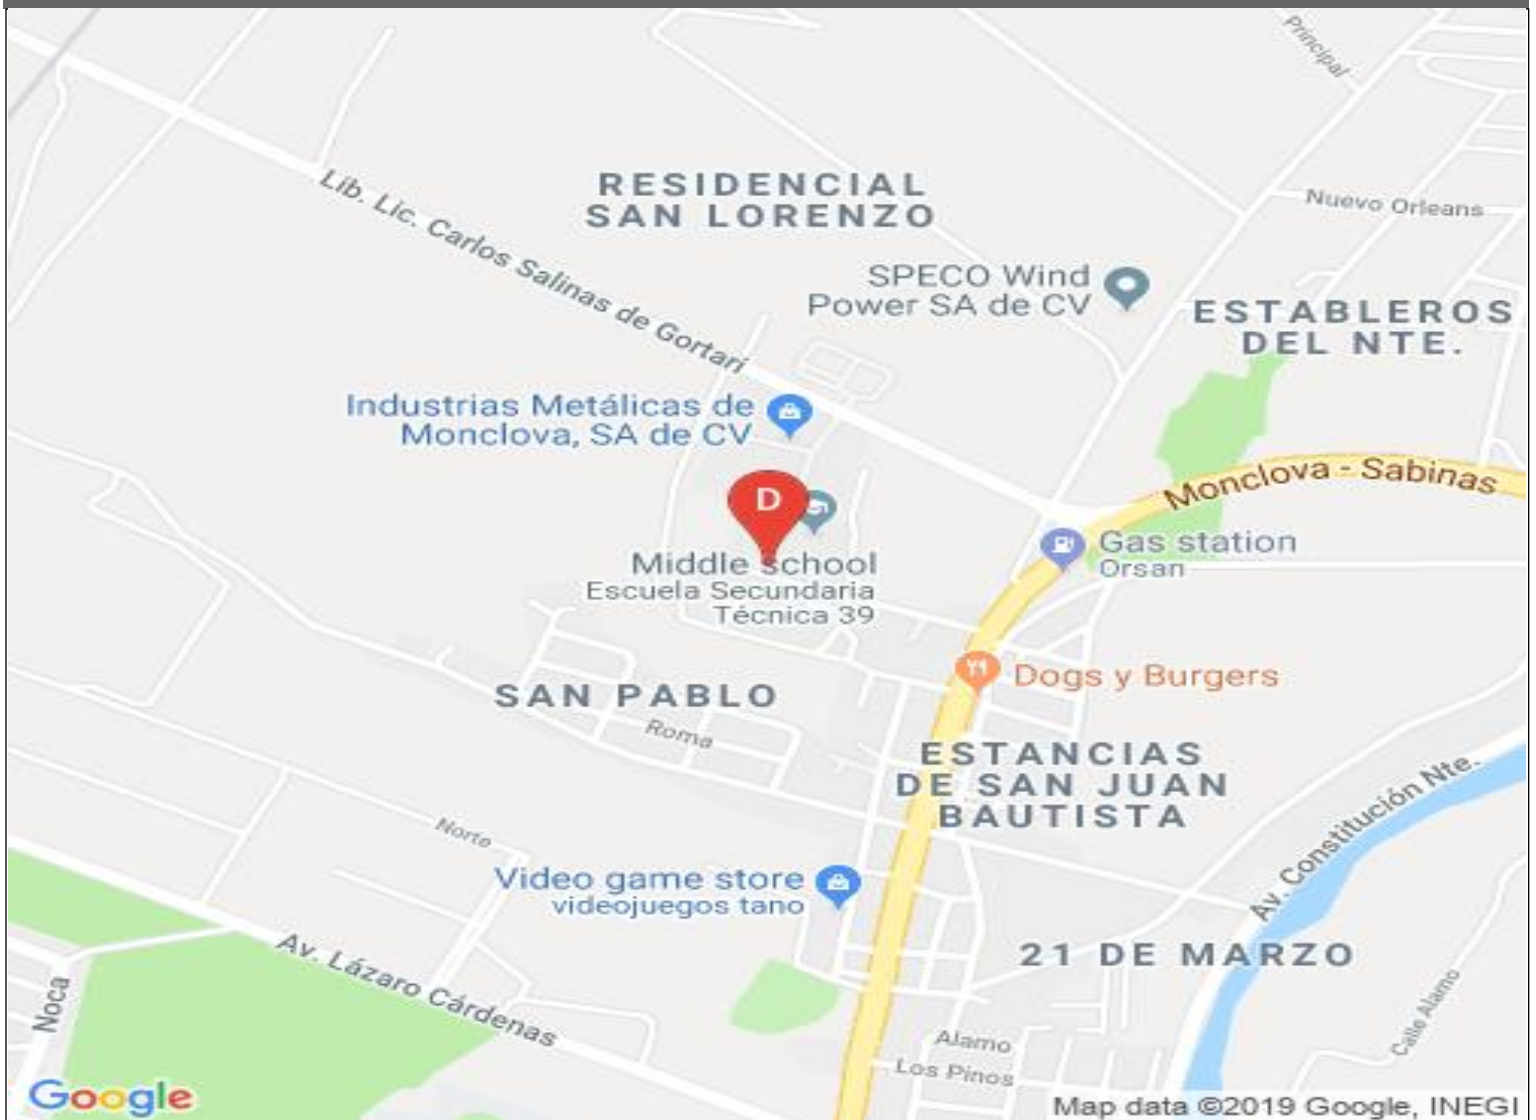 Principal
RESIDENCIAL
SAN LORENZO
Nuevo Orleans
Lib. Lic. Carlos Salinas de Gortari
SPECO Wind
Power SA de CV
ESTABLEROS
DEL NTE.
Industrias Metálicas de
Monclova, SA de CV
Monclova - Sabinas
D
Gas station
Orsan
Middle school
Escuela Secundaria
Técnica 39
Dogs y Burgers
SAN PABLO
Roma
ESTANCIAS
DE SAN JUAN
BAUTISTA
Av. Constitución Nte.
Norte
Video game store
videojuegos tano
Av. Lázaro Cárdenas
21 DE MARZO
Noca
Calle Alamo
Alamo
Los Pinos
Google
Map data ©2019 Google, INEGI